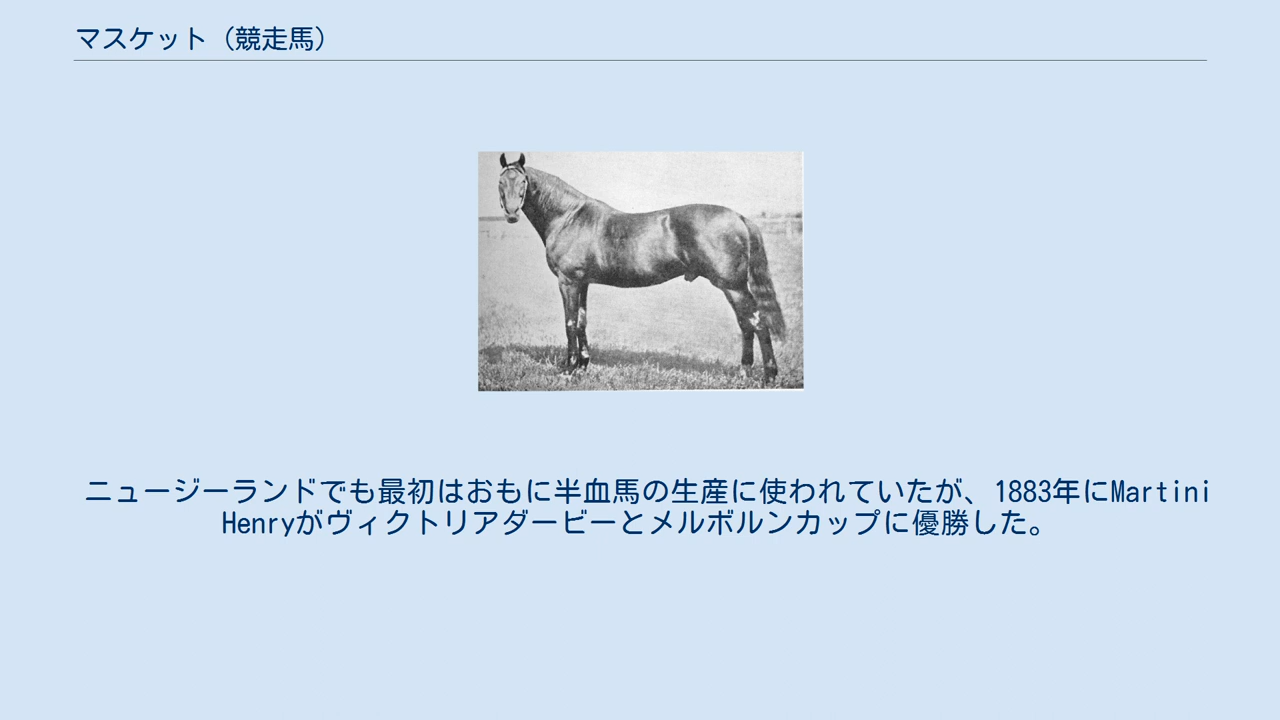 マスケット（競走馬）
ニュージーランドでも最初はおもに半血馬の生産に使われていたが、1883年にMartini
Henryがヴィクトリアダービーとメルボルンカップに優勝した。